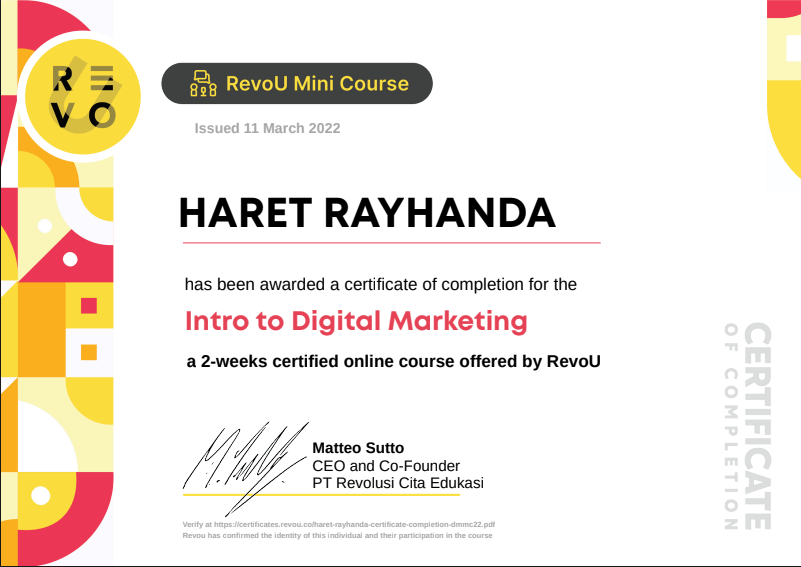 RE
VO
RevoU Mini Course
Issued 11 March 2022
HARET RAYHANDA
has been awarded a certificate of completion for the
Intro to Digital Marketing
a 2-weeks certified online course offered by RevoU
Matteo Sutto
CEO and Co-Founder
PT Revolusi Cita Edukasi
Verify at https://certificates.revou.co/haret-rayhanda-certificate-completion-dmmc22.pdf
Revou has confirmed the identity of this individual and their participation in the course
CERTIFICATE
OF COMPLETION